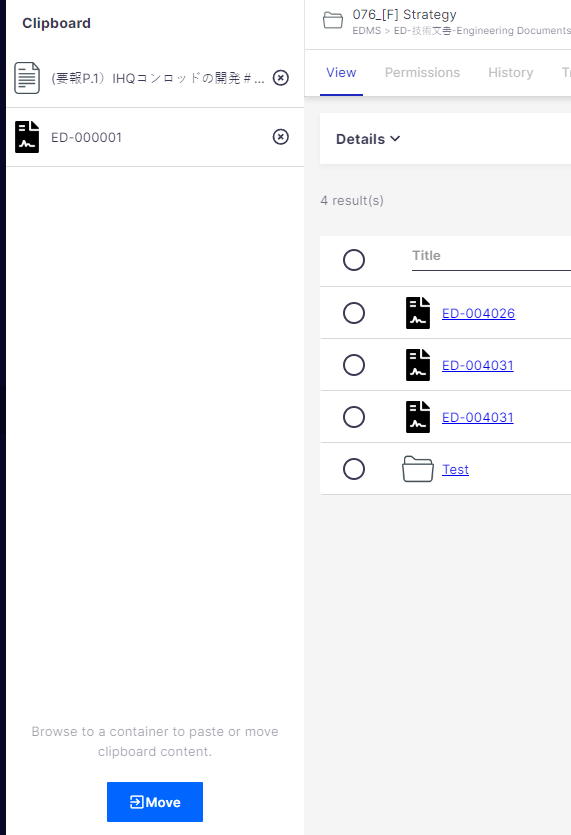 Clipboard
(要報P.1) IHQコンロッドの開発＃...
ED-000001
Browse to a container to paste or move
clipboard content.
Move
076_[F] Strategy
EDMS > ED-技術文書-Engineering Documents
View Permissions History
Details
4 result(s)
Title
ED-004026
ED-004031
ED-004031
Test